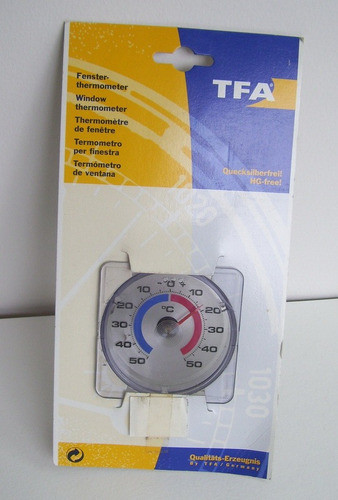 Fenster-
thermometer
Window
thermometer
Thermomètre
de fenêtre
Termometro
per finestra
Termómetro
de ventana
TFA®
Quecksilberfrei!
HG-free!
1020
10 0 10
20 20
30 °C 30
40 40
50 50
1030
Qualitäts-Erzeugnis
By TFA/Germany